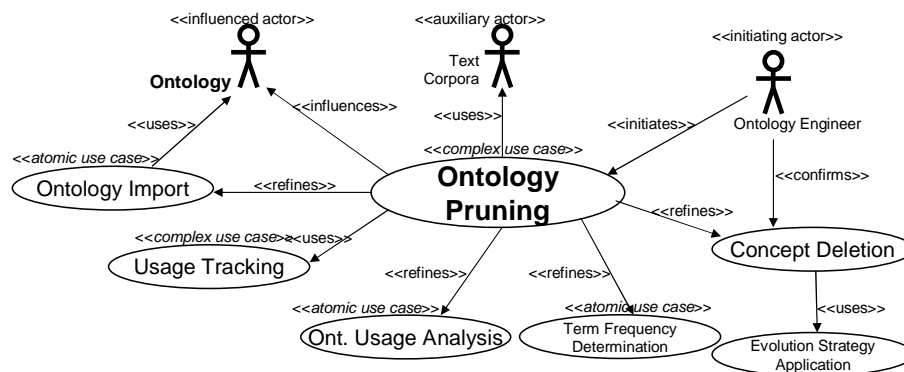 <<influenced actor>>
<<auxiliary actor>>
<<initiating actor>>
Text
Corpora
Ontology
<<influences>>
<<uses>>
<<uses>>
<<initiates>>
Ontology Engineer
<<atomic use case>>
<<complex use case>>
Ontology Import
<<refines>>
Ontology
Pruning
<<confirms>>
<<refines>>
<<complex use case>>
<<uses>>
Usage Tracking
Concept Deletion
<<refines>>
<<refines>>
<<atomic use case>>
<<atomic use case>>
<<uses>>
Ont. Usage Analysis
Term Frequency
Determination
Evolution Strategy
Application